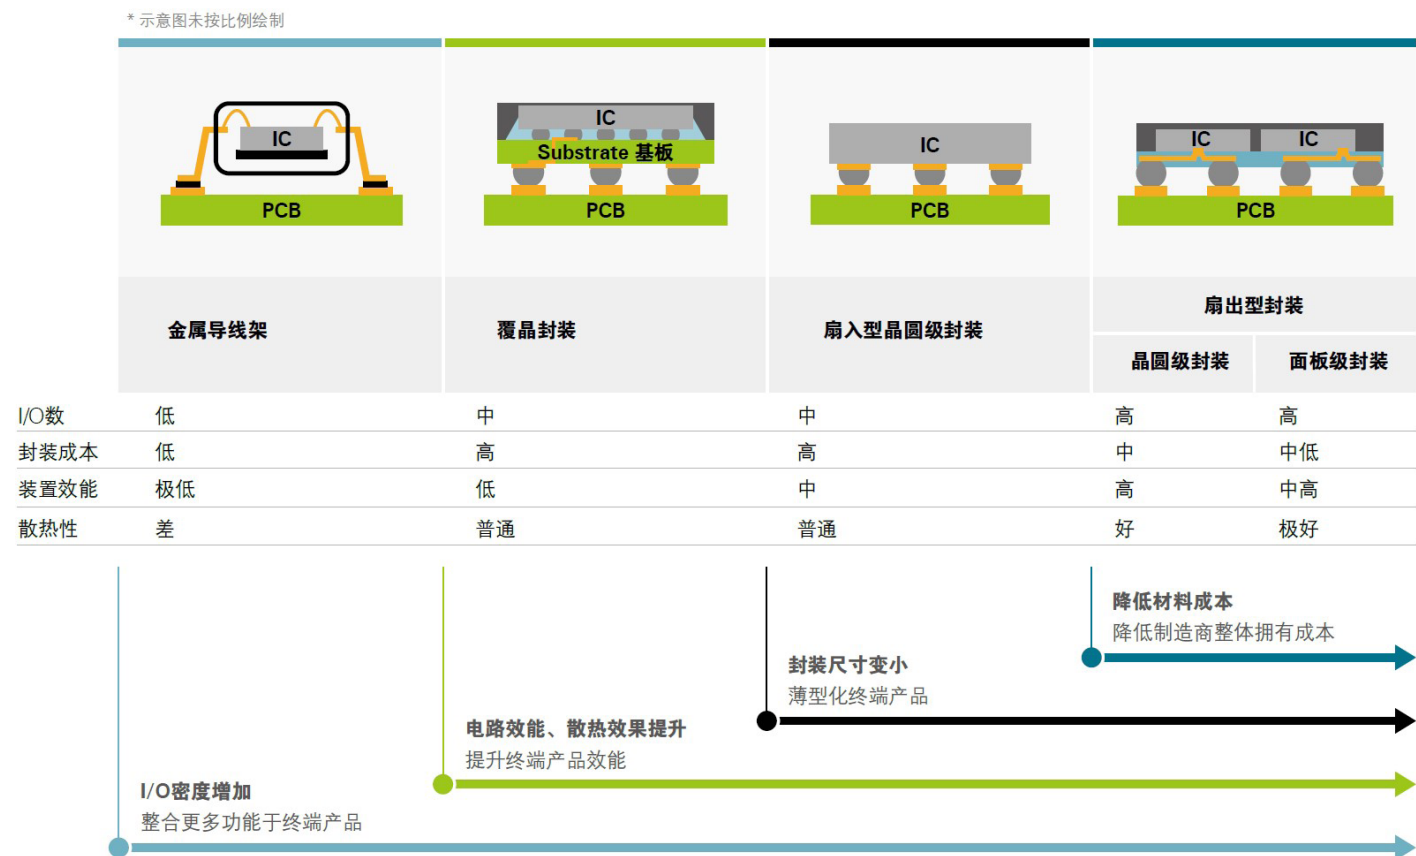 * 示意图未按比例绘制
IC
PCB
IC
Substrate 基板
PCB
IC
PCB
IC IC
PCB
金属导线架
覆晶封装
扇入型晶圆级封装
扇出型封装
晶圆级封装 面板级封装
I/O数 低 中 中 高 高
封装成本 低 高 高 中 中低
装置效能 极低 低 中 高 中高
散热性 差 普通 普通 好 极好
降低材料成本
降低制造商整体拥有成本
封装尺寸变小
薄型化终端产品
电路效能、散热效果提升
提升终端产品效能
I/O密度增加
整合更多功能于终端产品